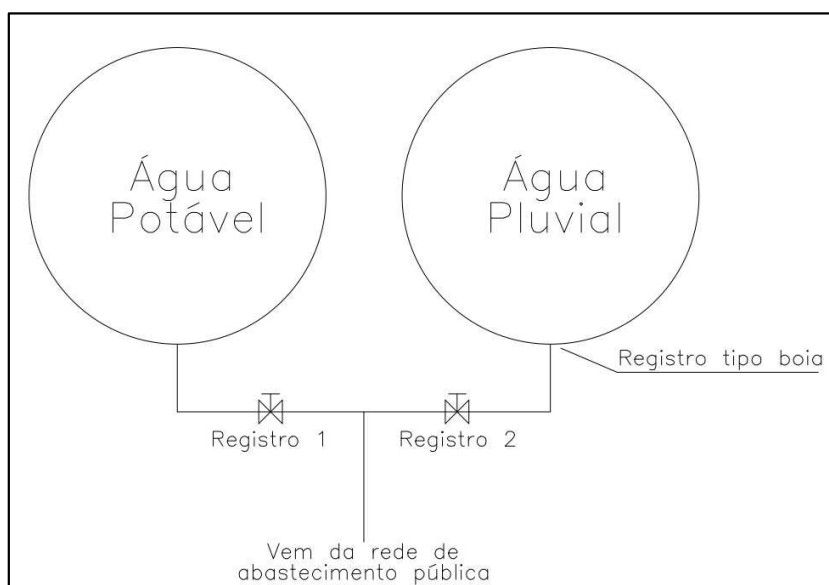 Água
Potável
Água
Pluvial
Registro tipo boia
Registro 1
Registro 2
Vem da rede de
abastecimento pública